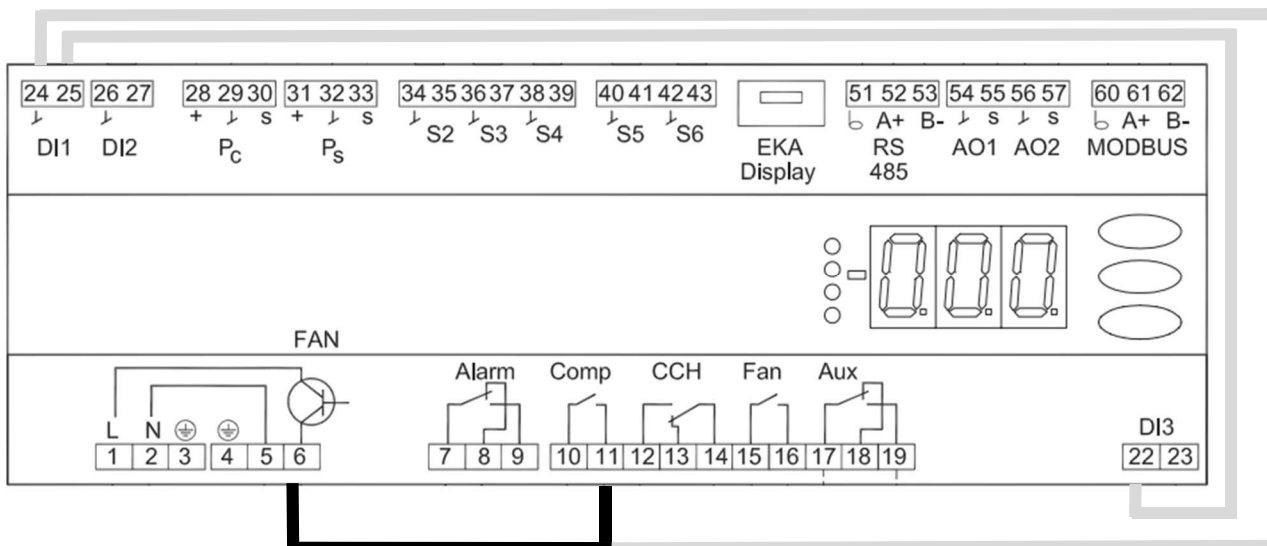 24 25 26 27 28 29 30 31 32 33 34 35 36 37 38 39 40 41 42 43 51 52 53 54 55 56 57 60 61 62
+ s + s S2 S3 S4 S5 S6 A+ B- s s A+ B-
DI1 DI2 Pc Ps EKA RS AO1 AO2 MODBUS
Display 485
000
FAN
Alarm Comp CCH Fan Aux
L N DI3
1 2 3 4 5 6 7 8 9 10 11 12 13 14 15 16 17 18 19 22 23